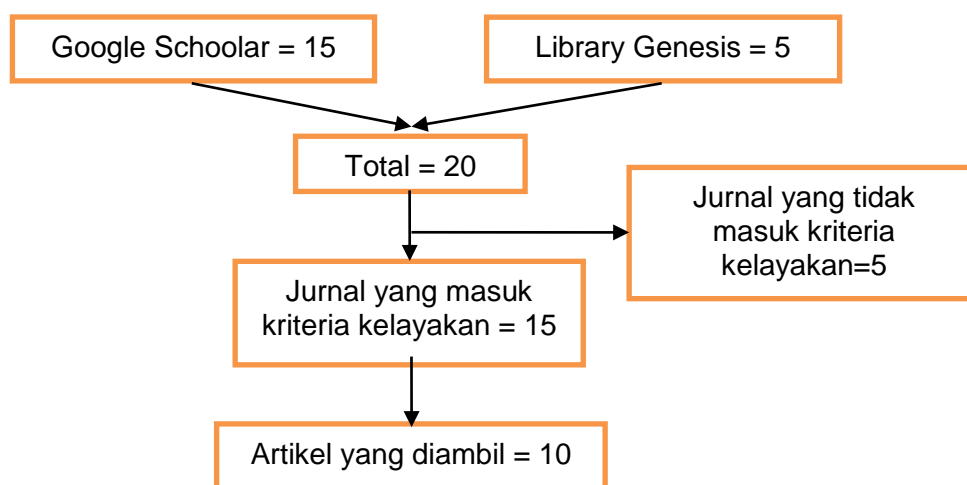 Google Schoolar = 15
Library Genesis = 5
Total = 20
Jurnal yang tidak
masuk kriteria
kelayakan=5
Jurnal yang masuk
kriteria kelayakan = 15
Artikel yang diambil = 10